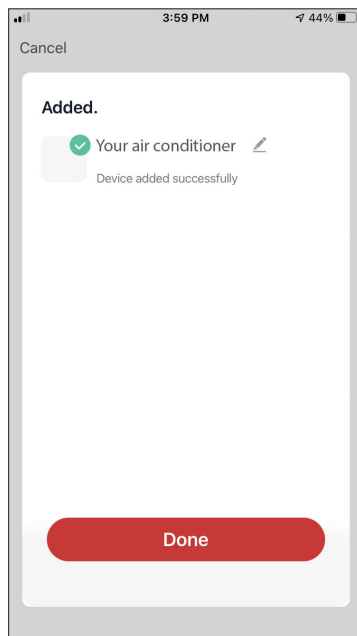 3:59 PM
44%
Cancel
Added.
Your air conditioner
Device added successfully
Done